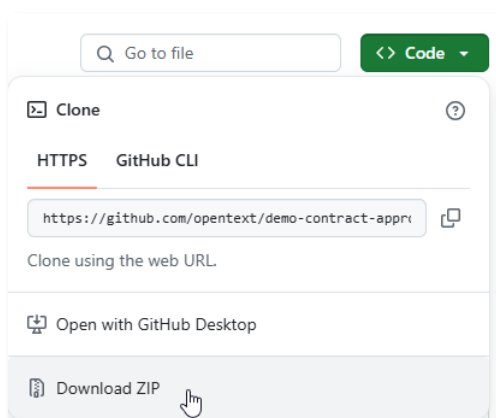 Go to file
<> Code
Clone
HTTPS GitHub CLI
https://github.com/opentext/demo-contract-appr
Clone using the web URL.
Open with GitHub Desktop
Download ZIP